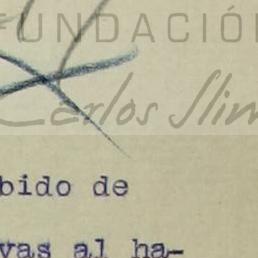 FUNDACIÓN
Carlos Slim
bido de
vas al ha-